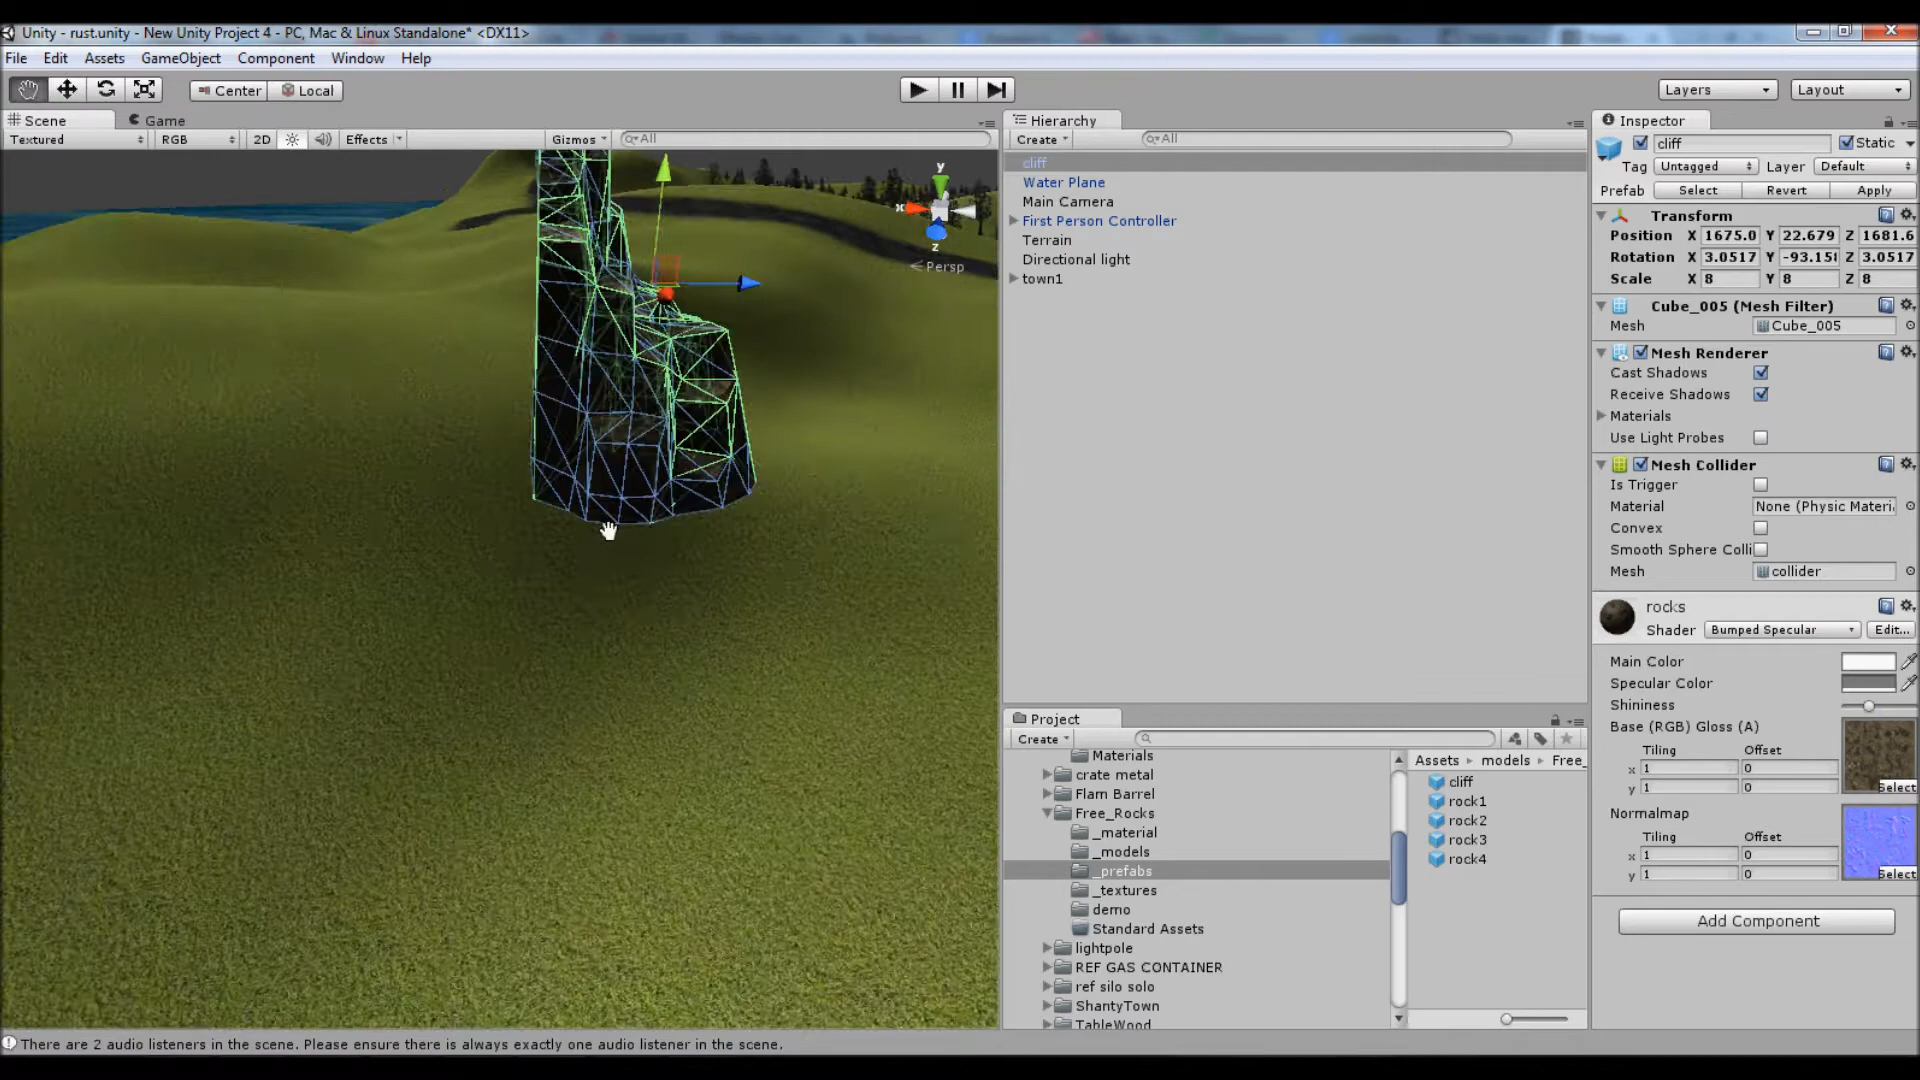 Unity - rust.unity - New Unity Project 4 - PC, Mac & Linux Standalone* <DX11>
File Edit Assets GameObject Component Window Help
Center Local Layers Layout
Scene Game
Textured RGB 2D Effects Gizmos All
y
x
z
Persp
Hierarchy
Create All
cliff
Water Plane
Main Camera
First Person Controller
Terrain
Directional light
town1
Project
Create
Materials
crate metal
Flam Barrel
Free_Rocks
_material
_models
_prefabs
_textures
demo
Standard Assets
lightpole
REF GAS CONTAINER
ref silo solo
ShantyTown
TableWood
Assets models Free_
cliff
rock1
rock2
rock3
rock4
Inspector
cliff Static
Tag Untagged Layer Default
Prefab Select Revert Apply
Transform
Position X 1675.0 Y 22.679 Z 1681.6
Rotation X 3.0517 Y -93.15 Z 3.0517
Scale X 8 Y 8 Z 8
Cube_005 (Mesh Filter)
Mesh Cube_005
Mesh Renderer
Cast Shadows
Receive Shadows
Materials
Use Light Probes
Mesh Collider
Is Trigger
Material None (Physic Materi
Convex
Smooth Sphere Colli
Mesh collider
rocks
Shader Bumped Specular Edit...
Main Color
Specular Color
Shininess
Base (RGB) Gloss (A)
Tiling Offset
x 1 0
y 1 0
Select
Normalmap
Tiling Offset
x 1 0
y 1 0
Select
Add Component
There are 2 audio listeners in the scene. Please ensure there is always exactly one audio listener in the scene.